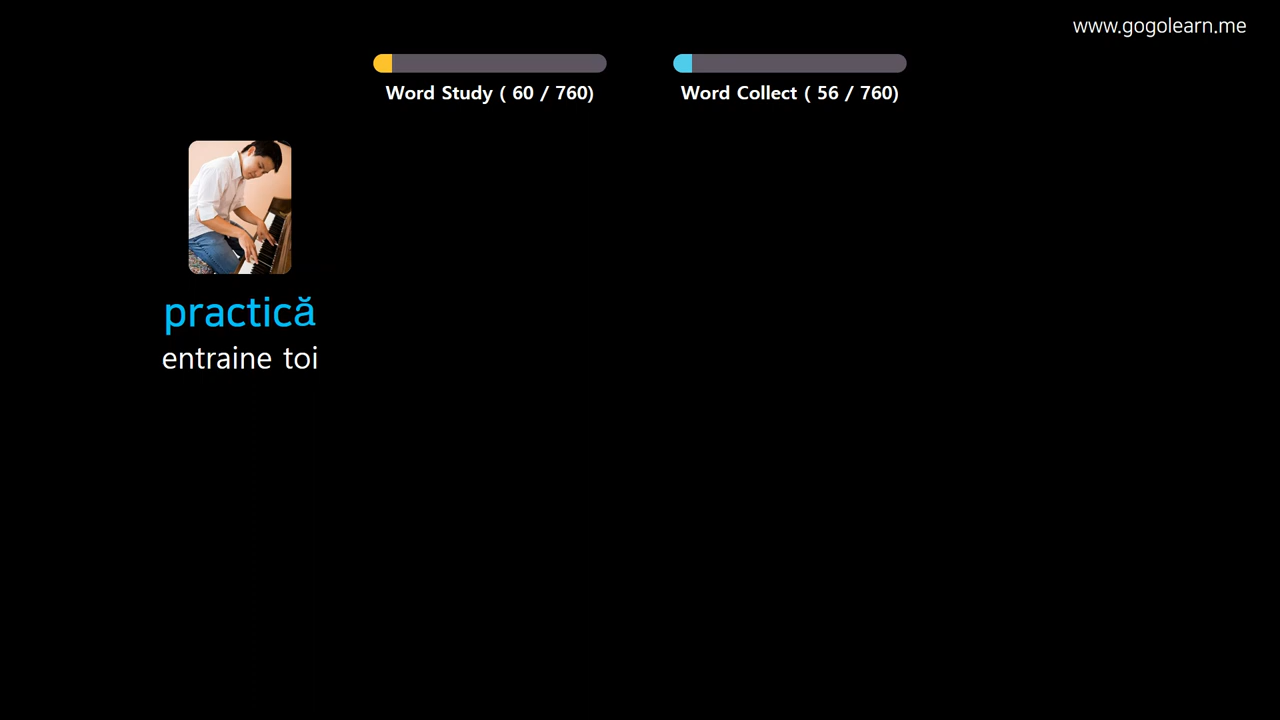 www.gogolearn.me
Word Study ( 60 / 760)
Word Collect ( 56 / 760)
practică
entraine toi